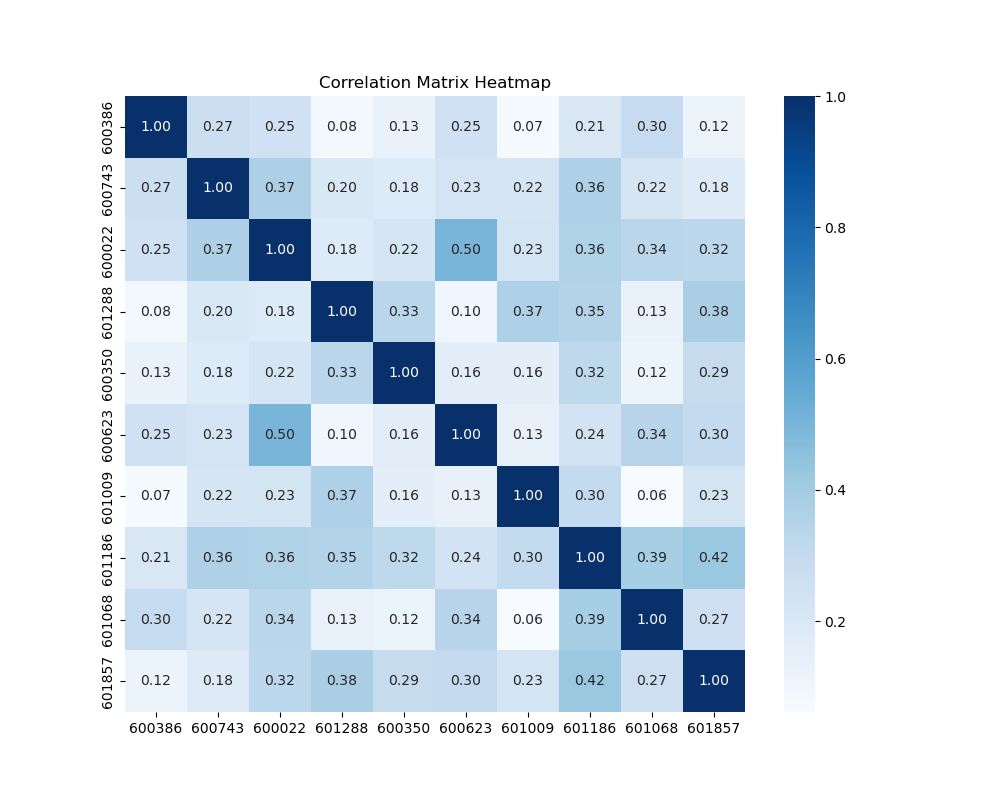 Correlation Matrix Heatmap
600386 1.00 0.27 0.25 0.08 0.13 0.25 0.07 0.21 0.30 0.12
600743 0.27 1.00 0.37 0.20 0.18 0.23 0.22 0.36 0.22 0.18
600022 0.25 0.37 1.00 0.18 0.22 0.50 0.23 0.36 0.34 0.32
601288 0.08 0.20 0.18 1.00 0.33 0.10 0.37 0.35 0.13 0.38
600350 0.13 0.18 0.22 0.33 1.00 0.16 0.16 0.32 0.12 0.29
600623 0.25 0.23 0.50 0.10 0.16 1.00 0.13 0.24 0.34 0.30
601009 0.07 0.22 0.23 0.37 0.16 0.13 1.00 0.30 0.06 0.23
601186 0.21 0.36 0.36 0.35 0.32 0.24 0.30 1.00 0.39 0.42
601068 0.30 0.22 0.34 0.13 0.12 0.34 0.06 0.39 1.00 0.27
601857 0.12 0.18 0.32 0.38 0.29 0.30 0.23 0.42 0.27 1.00
600386 600743 600022 601288 600350 600623 601009 601186 601068 601857
1.0
0.8
0.6
0.4
0.2